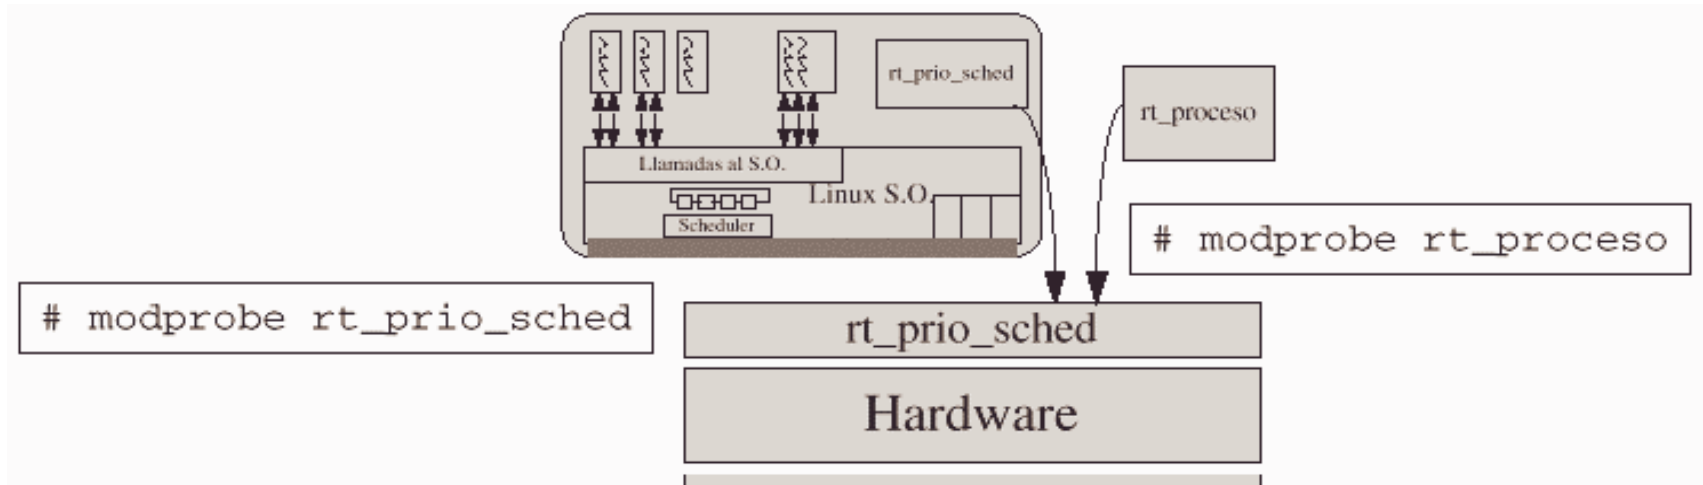 rt_prio_sched
rt_proceso
Llamadas al S.O.
Linux S.O.
Scheduler
# modprobe rt_proceso
# modprobe rt_prio_sched
rt_prio_sched
Hardware